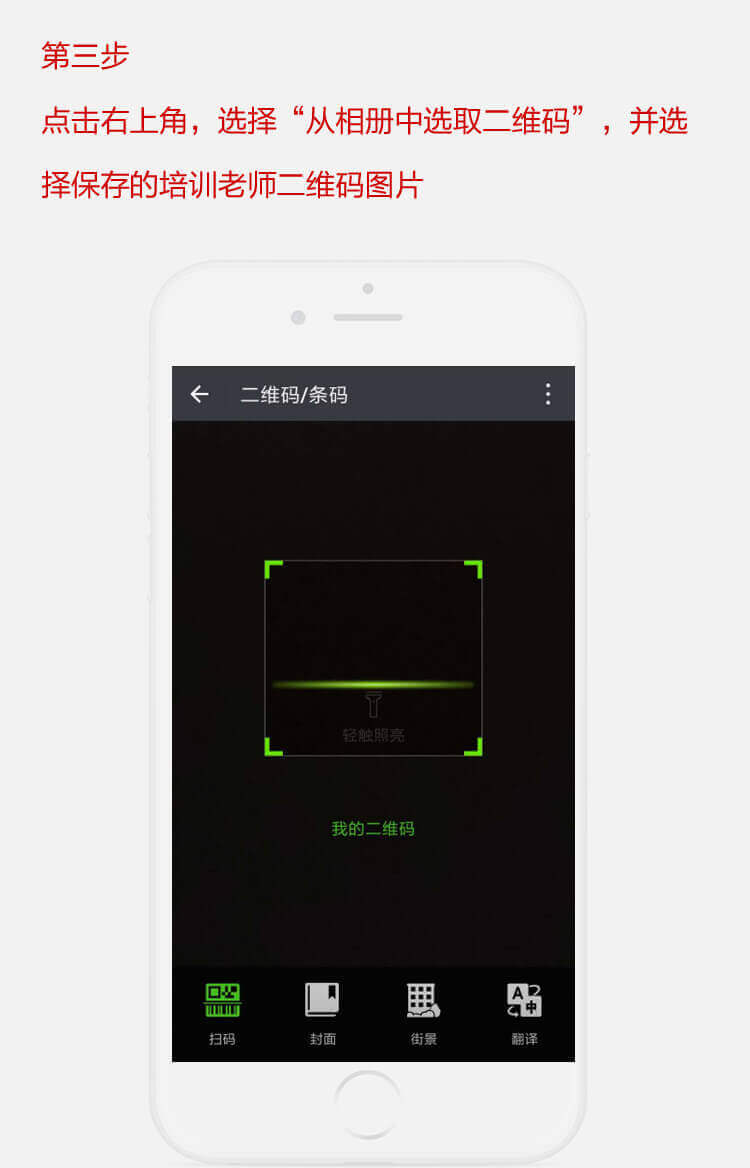 第三步
点击右上角，选择“从相册中选取二维码”，并选
择保存的培训老师二维码图片
二维码/条码
轻触照亮
我的二维码
扫码 封面 街景 翻译
A 中